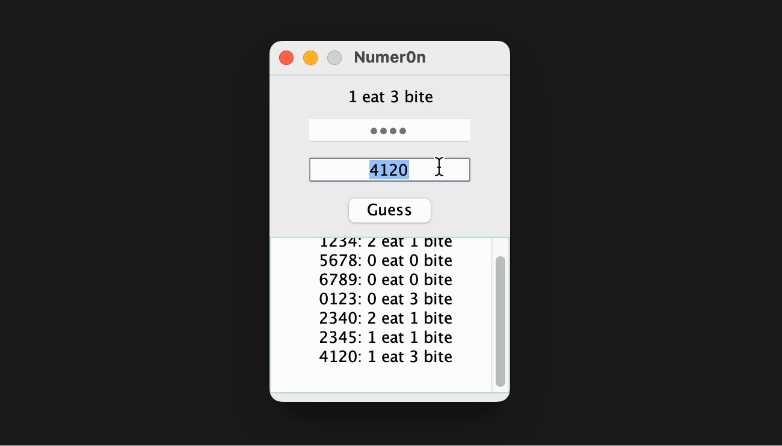 Numer0n
1 eat 3 bite
••••
4120
Guess
1234: 2 eat 1 bite
5678: 0 eat 0 bite
6789: 0 eat 0 bite
0123: 0 eat 3 bite
2340: 2 eat 1 bite
2345: 1 eat 1 bite
4120: 1 eat 3 bite